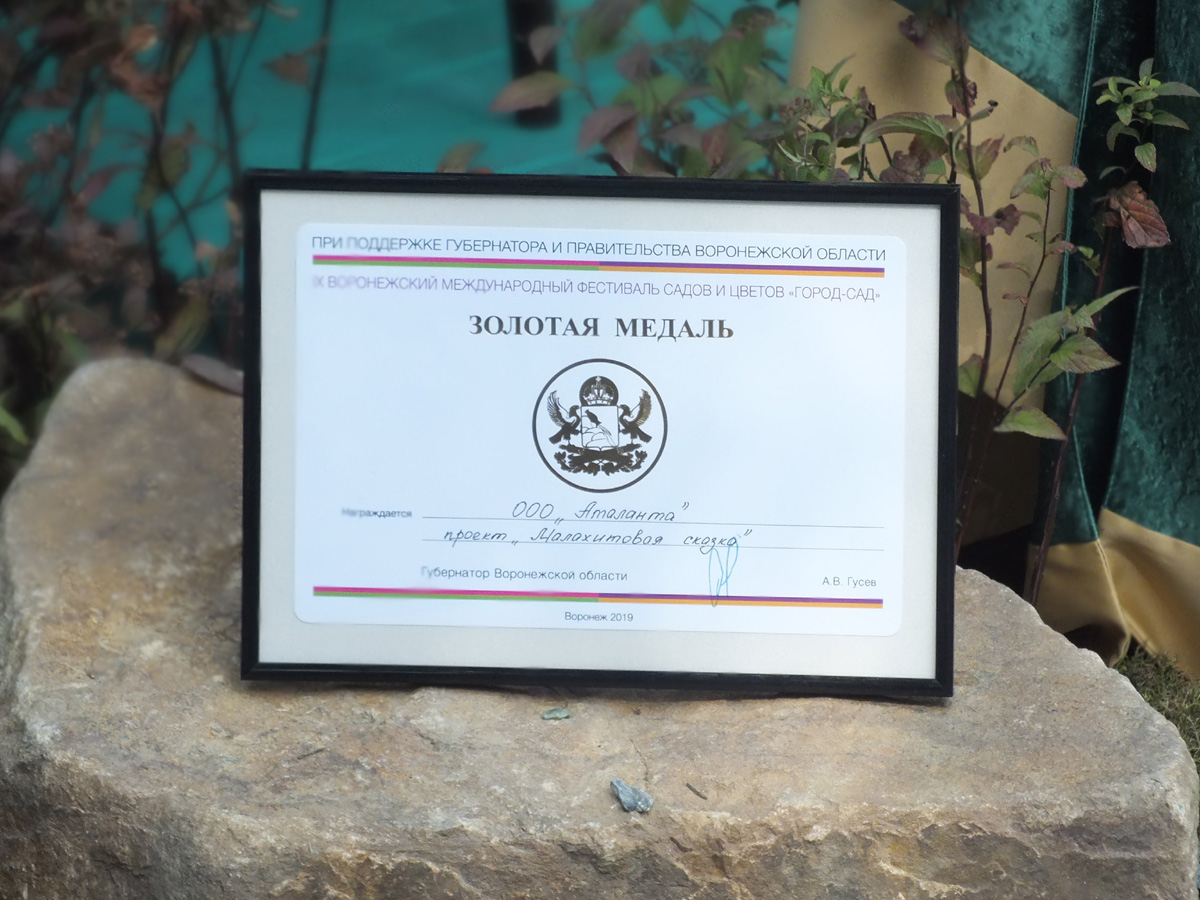 ПРИ ПОДДЕРЖКЕ ГУБЕРНАТОРА И ПРАВИТЕЛЬСТВА ВОРОНЕЖСКОЙ ОБЛАСТИ
IX ВОРОНЕЖСКИЙ МЕЖДУНАРОДНЫЙ ФЕСТИВАЛЬ САДОВ И ЦВЕТОВ «ГОРОД-САД»
ЗОЛОТАЯ МЕДАЛЬ
Награждается ООО „Аталанта”
проект „Малахитовая сказка”
Губернатор Воронежской области А.В. Гусев
Воронеж 2019